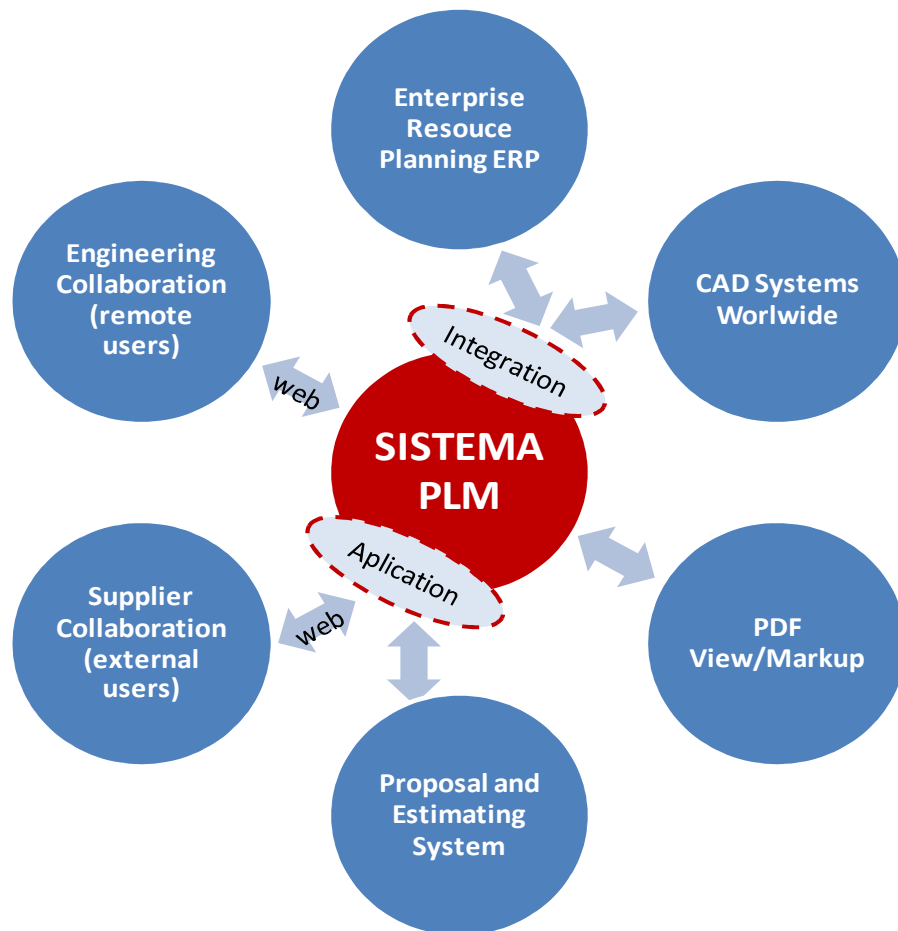 Enterprise
Resouce
Planning ERP
Engineering
Collaboration
(remote
users)
CAD Systems
Worlwide
Integration
web
SISTEMA
PLM
Aplication
web
Supplier
Collaboration
(external
users)
PDF
View/Markup
Proposal and
Estimating
System